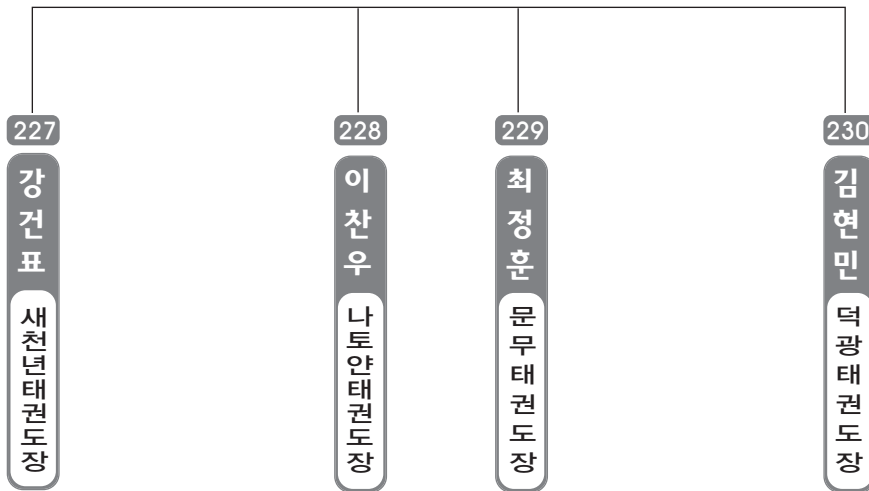 227
강건표
새천년태권도장
228
이찬우
나토얀태권도장
229
최정훈
문무태권도장
230
김현민
덕광태권도장